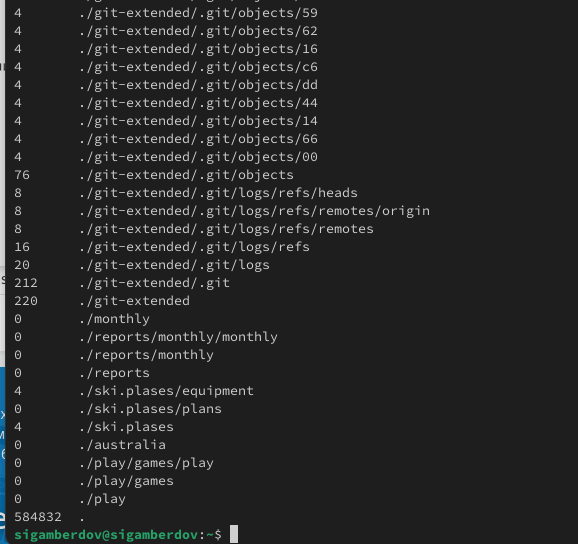 4 ./git-extended/.git/objects/59
4 ./git-extended/.git/objects/62
4 ./git-extended/.git/objects/16
4 ./git-extended/.git/objects/c6
4 ./git-extended/.git/objects/dd
4 ./git-extended/.git/objects/44
4 ./git-extended/.git/objects/14
4 ./git-extended/.git/objects/66
4 ./git-extended/.git/objects/00
76 ./git-extended/.git/objects
8 ./git-extended/.git/logs/refs/heads
8 ./git-extended/.git/logs/refs/remotes/origin
8 ./git-extended/.git/logs/refs/remotes
16 ./git-extended/.git/logs/refs
20 ./git-extended/.git/logs
212 ./git-extended/.git
220 ./git-extended
0 ./monthly
0 ./reports/monthly/monthly
0 ./reports/monthly
0 ./reports
4 ./ski.plases/equipment
0 ./ski.plases/plans
4 ./ski.plases
0 ./australia
0 ./play/games/play
0 ./play/games
0 ./play
584832 .
sigamberdov@sigamberdov:~$